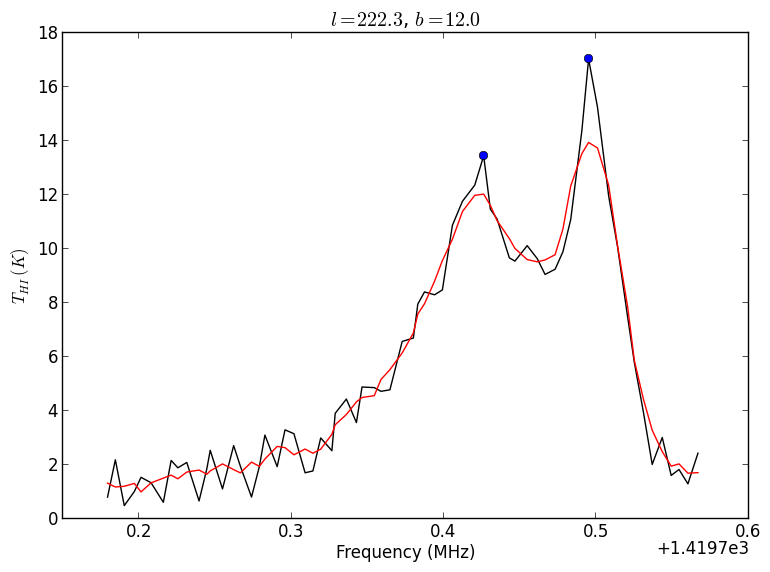 l = 222.3, b = 12.0
18
16
14
12
10
8
6
4
2
0
T_HI (K)
0.2 0.3 0.4 0.5 0.6
+1.4197e3
Frequency (MHz)